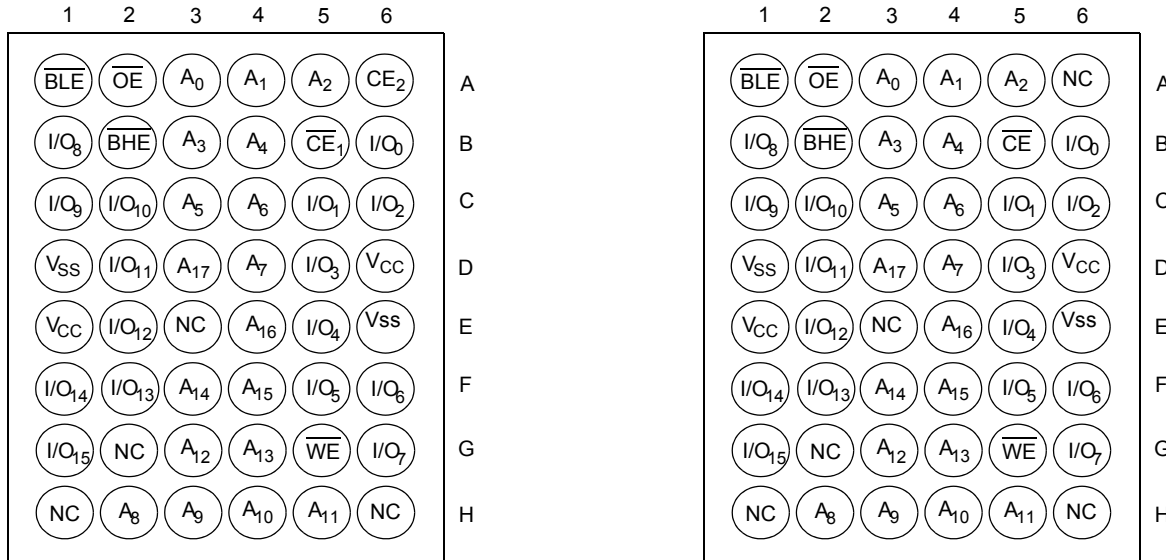 1 2 3 4 5 6 1 2 3 4 5 6
BLE OE A0 A1 A2 CE2 A BLE OE A0 A1 A2 NC A
I/O8 BHE A3 A4 CE1 I/O0 B I/O8 BHE A3 A4 CE I/O0 B
I/O9 I/O10 A5 A6 I/O1 I/O2 C I/O9 I/O10 A5 A6 I/O1 I/O2 C
VSS I/O11 A17 A7 I/O3 VCC D VSS I/O11 A17 A7 I/O3 VCC D
VCC I/O12 NC A16 I/O4 Vss E VCC I/O12 NC A16 I/O4 Vss E
I/O14 I/O13 A14 A15 I/O5 I/O6 F I/O14 I/O13 A14 A15 I/O5 I/O6 F
I/O15 NC A12 A13 WE I/O7 G I/O15 NC A12 A13 WE I/O7 G
NC A8 A9 A10 A11 NC H NC A8 A9 A10 A11 NC H